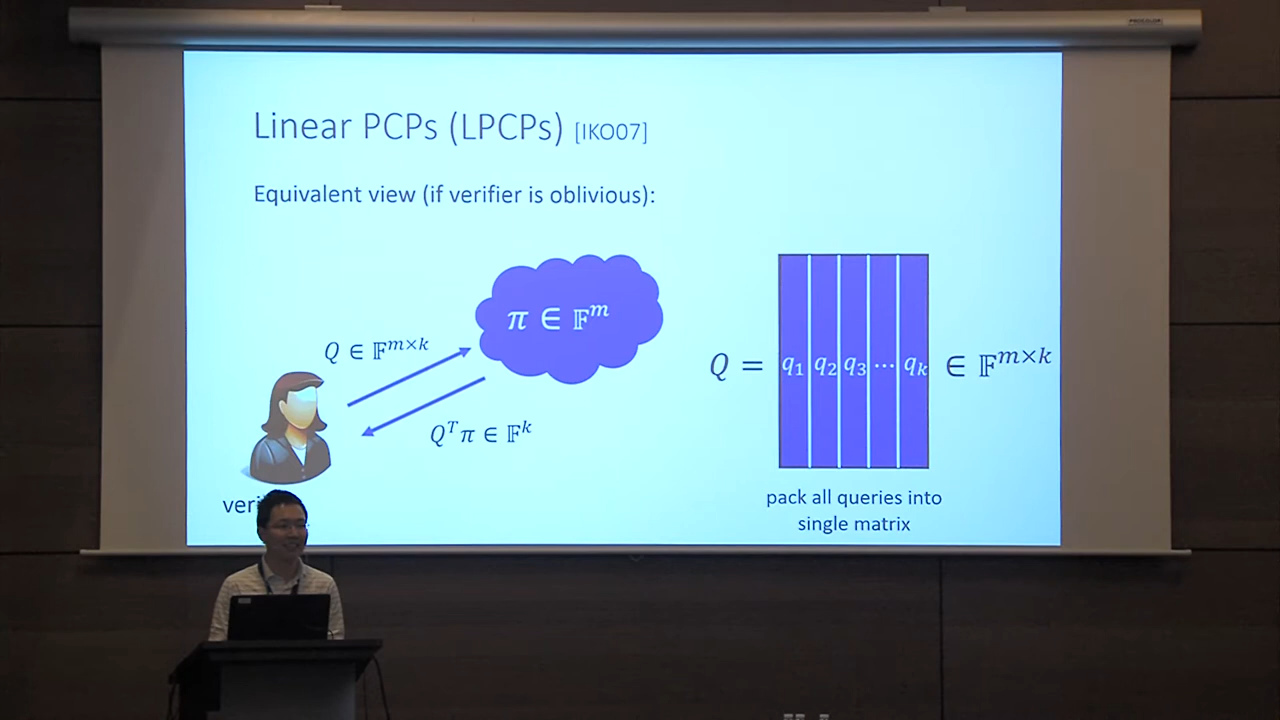 PROCOLOR
Linear PCPs (LPCPs) [IKO07]
Equivalent view (if verifier is oblivious):
π ∈ 𝔽^m
Q ∈ 𝔽^{m×k}
Q^T π ∈ 𝔽^k
Q = q_1 q_2 q_3 ⋯ q_k ∈ 𝔽^{m×k}
pack all queries into
single matrix